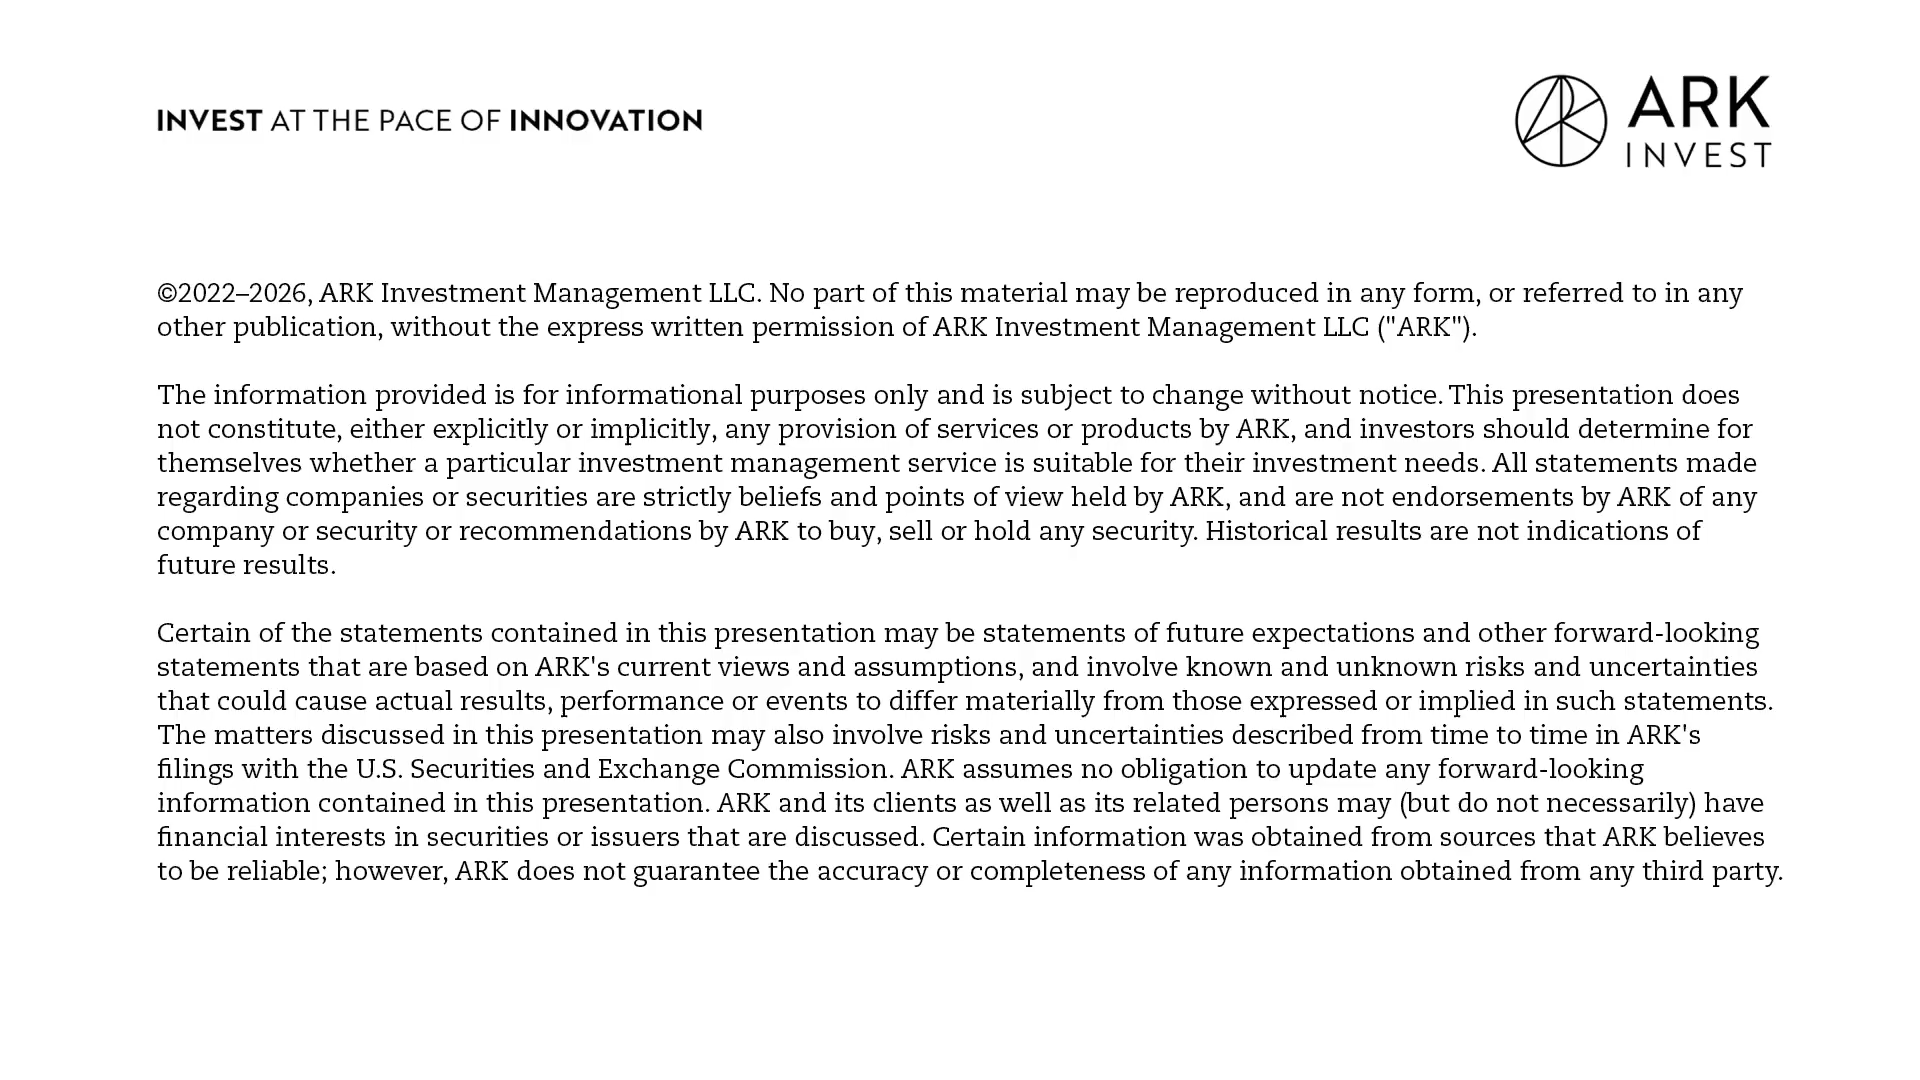 INVEST AT THE PACE OF INNOVATION
ARK
INVEST
©2022–2026, ARK Investment Management LLC. No part of this material may be reproduced in any form, or referred to in any
other publication, without the express written permission of ARK Investment Management LLC ("ARK").
The information provided is for informational purposes only and is subject to change without notice. This presentation does
not constitute, either explicitly or implicitly, any provision of services or products by ARK, and investors should determine for
themselves whether a particular investment management service is suitable for their investment needs. All statements made
regarding companies or securities are strictly beliefs and points of view held by ARK, and are not endorsements by ARK of any
company or security or recommendations by ARK to buy, sell or hold any security. Historical results are not indications of
future results.
Certain of the statements contained in this presentation may be statements of future expectations and other forward-looking
statements that are based on ARK's current views and assumptions, and involve known and unknown risks and uncertainties
that could cause actual results, performance or events to differ materially from those expressed or implied in such statements.
The matters discussed in this presentation may also involve risks and uncertainties described from time to time in ARK's
filings with the U.S. Securities and Exchange Commission. ARK assumes no obligation to update any forward-looking
information contained in this presentation. ARK and its clients as well as its related persons may (but do not necessarily) have
financial interests in securities or issuers that are discussed. Certain information was obtained from sources that ARK believes
to be reliable; however, ARK does not guarantee the accuracy or completeness of any information obtained from any third party.